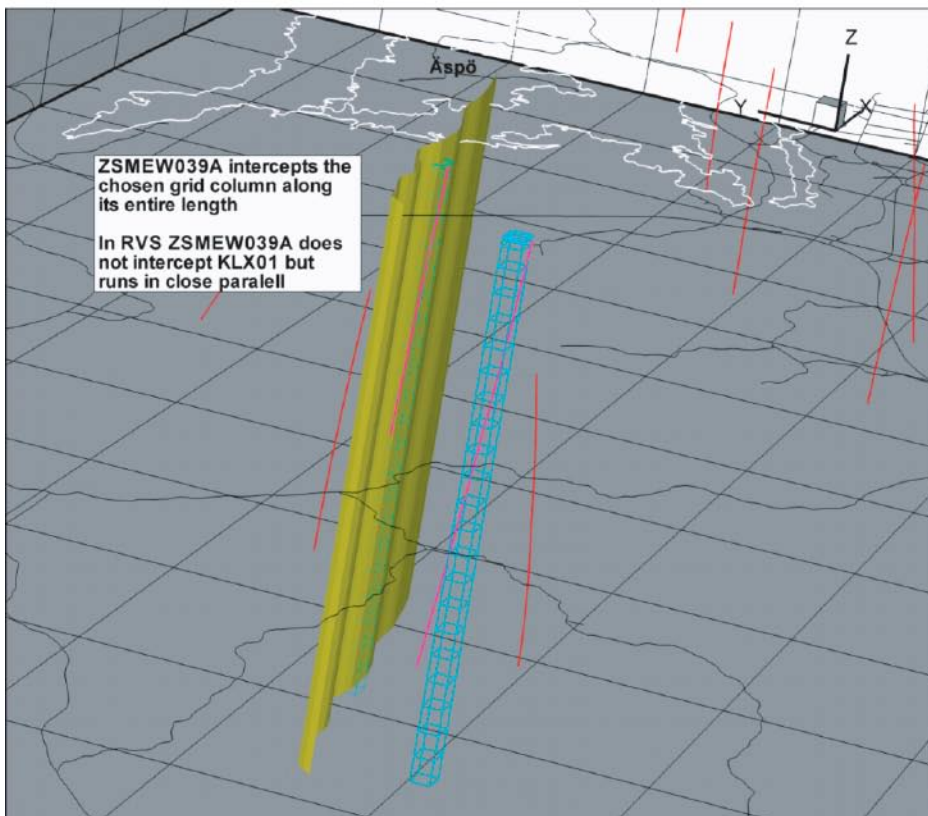 Äspö
Z
Y
X
ZSMEW039A intercepts the
chosen grid column along
its entire length
In RVS ZSMEW039A does
not intercept KLX01 but
runs in close paralell